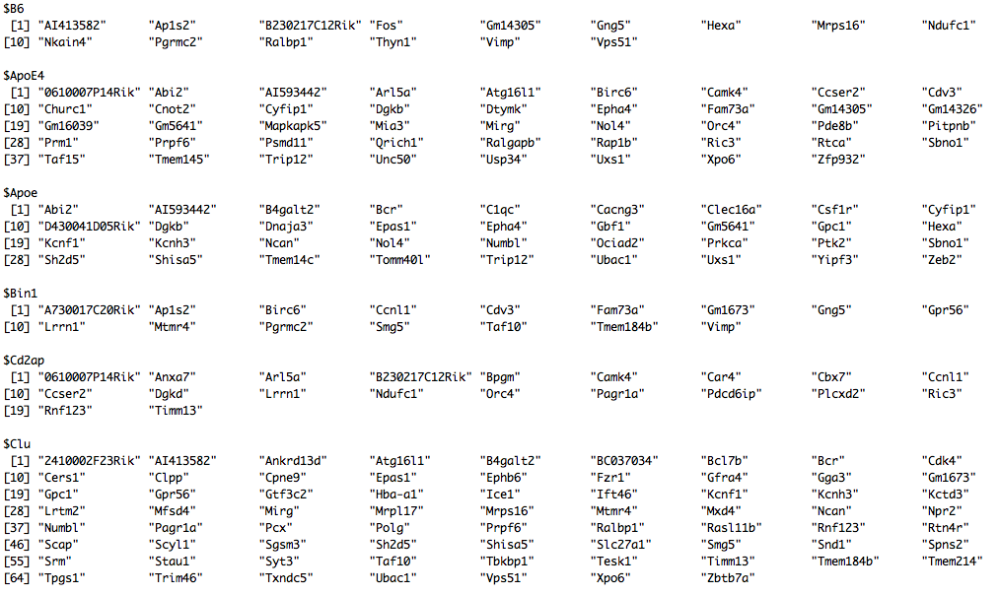 $B6
[1] "AI413582" "Ap1s2" "B230217C12Rik" "Fos" "Gm14305" "Gng5" "Hexa" "Mrps16" "Ndufc1"
[10] "Nkain4" "Pgrmc2" "Ralbp1" "Thyn1" "Vimp" "Vps51"
$ApoE4
[1] "0610007P14Rik" "Abi2" "AI593442" "Arl5a" "Atg16l1" "Birc6" "Camk4" "Ccser2" "Cdv3"
[10] "Churc1" "Cnot2" "Cyfip1" "Dgkb" "Dtymk" "Epha4" "Fam73a" "Gm14305" "Gm14326"
[19] "Gm16039" "Gm5641" "Mapkapk5" "Mia3" "Mirg" "Nol4" "Orc4" "Pde8b" "Pitpnb"
[28] "Prm1" "Prpf6" "Psmd11" "Qrich1" "Ralgapb" "Rap1b" "Ric3" "Rtca" "Sbno1"
[37] "Taf15" "Tmem145" "Trip12" "Unc50" "Usp34" "Uxs1" "Xpo6" "Zfp932"
$Apoe
[1] "Abi2" "AI593442" "B4galt2" "Bcr" "C1qc" "Cacng3" "Clec16a" "Csf1r" "Cyfip1"
[10] "D430041D05Rik" "Dgkb" "Dnaja3" "Epas1" "Epha4" "Gbf1" "Gm5641" "Gpc1" "Hexa"
[19] "Kcnf1" "Kcnh3" "Ncan" "Nol4" "Numbl" "Ociad2" "Prkca" "Ptk2" "Sbno1"
[28] "Sh2d5" "Shisa5" "Tmem14c" "Tomm40l" "Trip12" "Ubac1" "Uxs1" "Yipf3" "Zeb2"
$Bin1
[1] "A730017C20Rik" "Ap1s2" "Birc6" "Ccnl1" "Cdv3" "Fam73a" "Gm1673" "Gng5" "Gpr56"
[10] "Lrrn1" "Mtmr4" "Pgrmc2" "Smg5" "Taf10" "Tmem184b" "Vimp"
$Cd2ap
[1] "0610007P14Rik" "Anxa7" "Arl5a" "B230217C12Rik" "Bpgm" "Camk4" "Car4" "Cbx7" "Ccnl1"
[10] "Ccser2" "Dgkd" "Lrrn1" "Ndufc1" "Orc4" "Pagr1a" "Pdcd6ip" "Plcxd2" "Ric3"
[19] "Rnf123" "Timm13"
$Clu
[1] "2410002F23Rik" "AI413582" "Ankrd13d" "Atg16l1" "B4galt2" "BC037034" "Bcl7b" "Bcr" "Cdk4"
[10] "Cers1" "Clpp" "Cpne9" "Epas1" "Ephb6" "Fzr1" "Gfra4" "Gga3" "Gm1673"
[19] "Gpc1" "Gpr56" "Gtf3c2" "Hba-a1" "Ice1" "Ift46" "Kcnf1" "Kcnh3" "Kctd3"
[28] "Lrtm2" "Mfsd4" "Mirg" "Mrpl17" "Mrps16" "Mtmr4" "Mxd4" "Ncan" "Npr2"
[37] "Numbl" "Pagr1a" "Pcx" "Polg" "Prpf6" "Ralbp1" "Rasl11b" "Rnf123" "Rtn4r"
[46] "Scap" "Scyl1" "Sgsm3" "Sh2d5" "Shisa5" "Slc27a1" "Smg5" "Snd1" "Spns2"
[55] "Srm" "Stau1" "Syt3" "Taf10" "Tbkbp1" "Tesk1" "Timm13" "Tmem184b" "Tmem214"
[64] "Tpgs1" "Trim46" "Txndc5" "Ubac1" "Vps51" "Xpo6" "Zbtb7a"